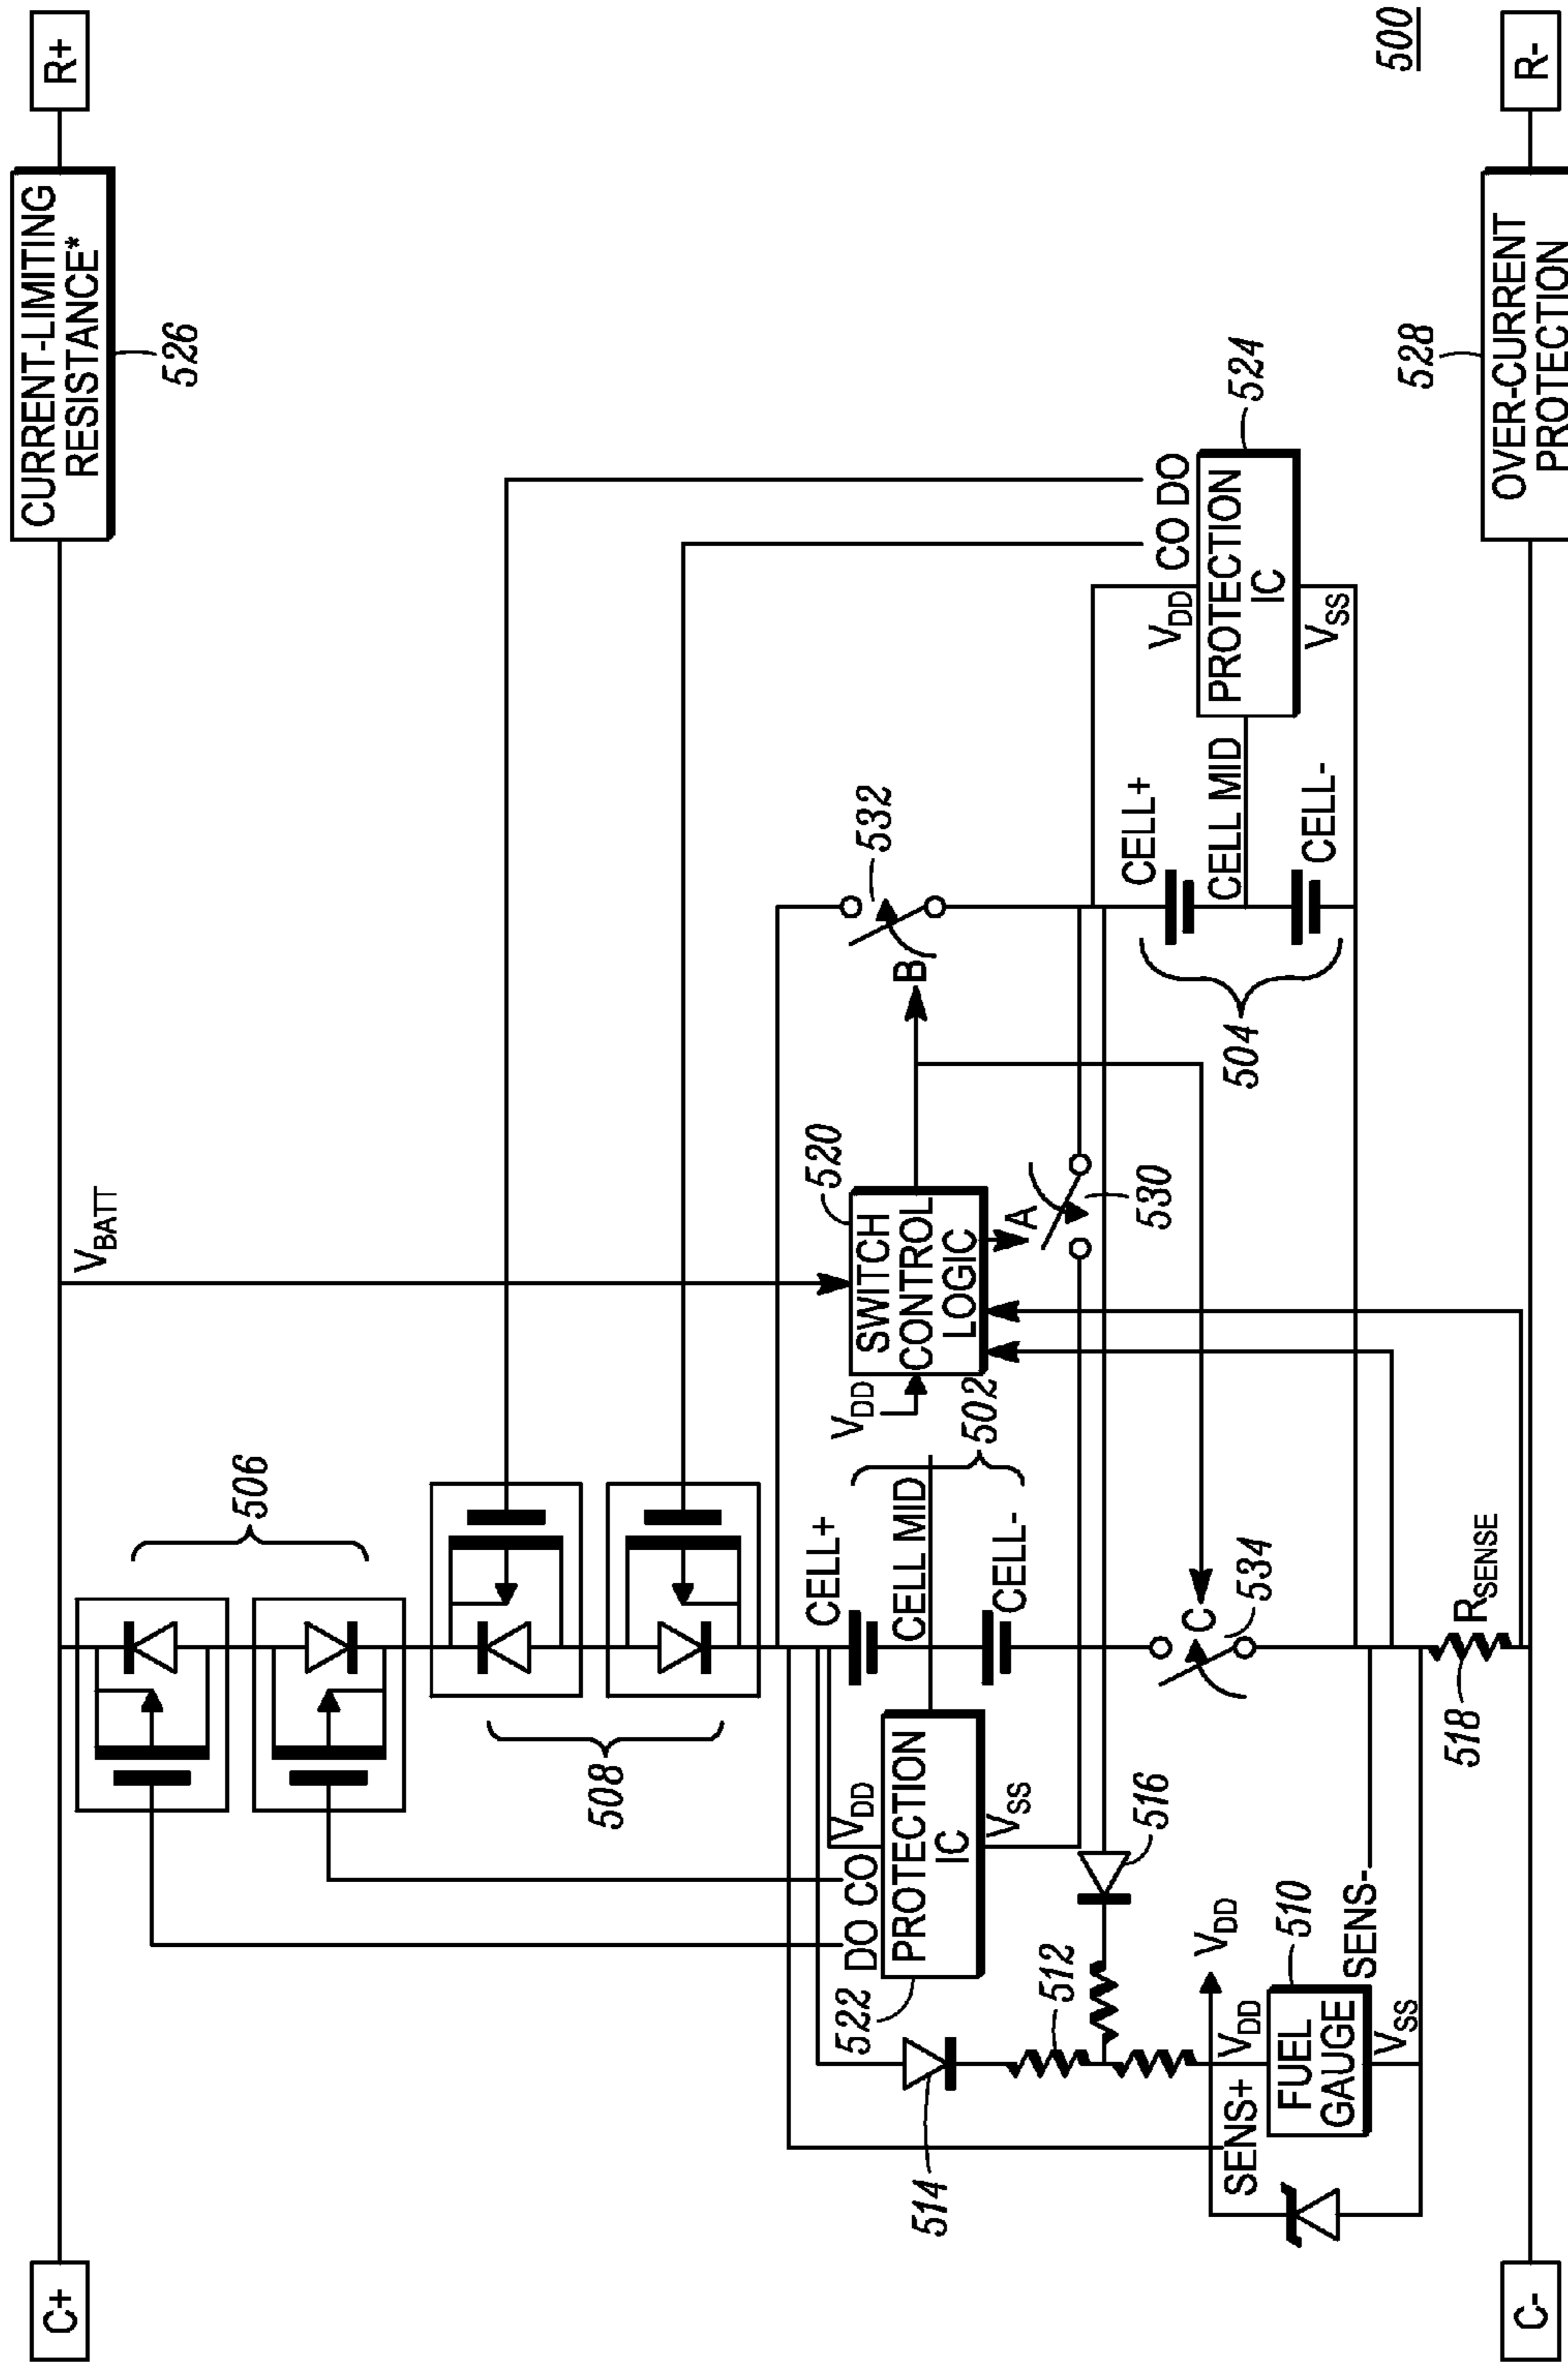 C+
CURRENT-LIMITING
RESISTANCE*
526
R+
V_BATT
506
508
CELL+
CELL MID
CELL-
502
V_DD
DO CO
PROTECTION
IC
V_SS
522
V_DD
SWITCH
CONTROL
LOGIC
520
A
530
B
532
C
534
CELL+
CELL MID
CELL-
504
V_DD
CO DO
PROTECTION
IC
V_SS
524
514
512
516
V_DD
SENS+
V_DD
FUEL
GAUGE
510
V_SS
SENS-
518
R_SENSE
C-
528
OVER-CURRENT
PROTECTION
R-
500